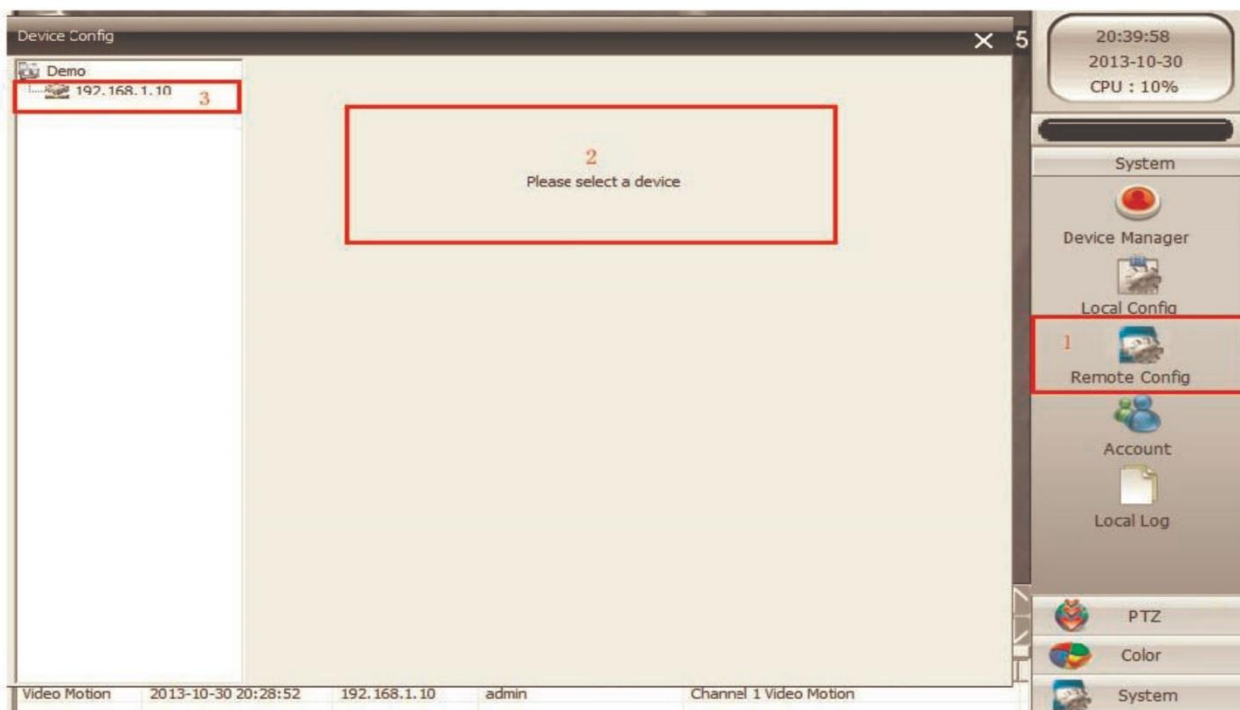 Device Config
5
Demo
192.168.1.10
3
2
Please select a device
20:39:58
2013-10-30
CPU : 10%
System
Device Manager
Local Config
1
Remote Config
Account
Local Log
PTZ
Color
System
Video Motion 2013-10-30 20:28:52 192.168.1.10 admin Channel 1 Video Motion